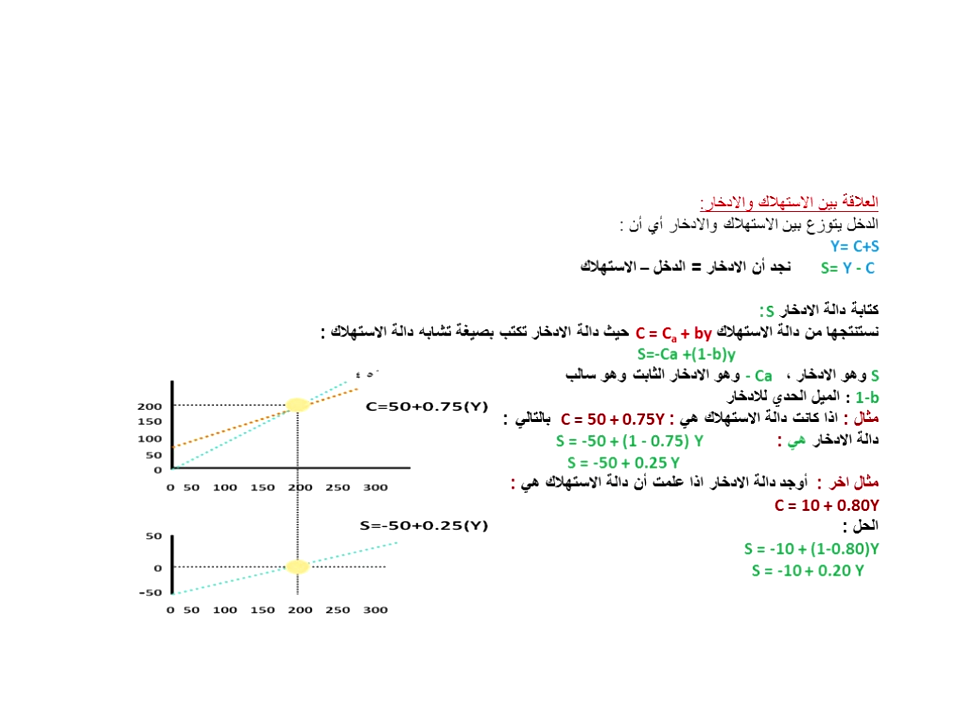 العلاقة بين الاستهلاك والادخار:
الدخل يتوزع بين الاستهلاك والادخار أي أن :
Y= C+S
S= Y - C نجد أن الادخار = الدخل – الاستهلاك
كتابة دالة الادخار S:
نستنتجها من دالة الاستهلاك C = Ca + by حيث دالة الادخار تكتب بصيغة تشابه دالة الاستهلاك :
S=-Ca +(1-b)y
S وهو الادخار ، Ca - وهو الادخار الثابت وهو سالب
1-b : الميل الحدي للادخار
مثال : اذا كانت دالة الاستهلاك هي : C = 50 + 0.75Y بالتالي :
دالة الادخار هي : S = -50 + (1 - 0.75) Y
S = -50 + 0.25 Y
مثال اخر : أوجد دالة الادخار اذا علمت أن دالة الاستهلاك هي :
C = 10 + 0.80Y
الحل :
S = -10 + (1-0.80)Y
S = -10 + 0.20 Y
C=50+0.75(Y)
200
150
100
50
0
0 50 100 150 200 250 300
S=-50+0.25(Y)
50
0
-50
0 50 100 150 200 250 300